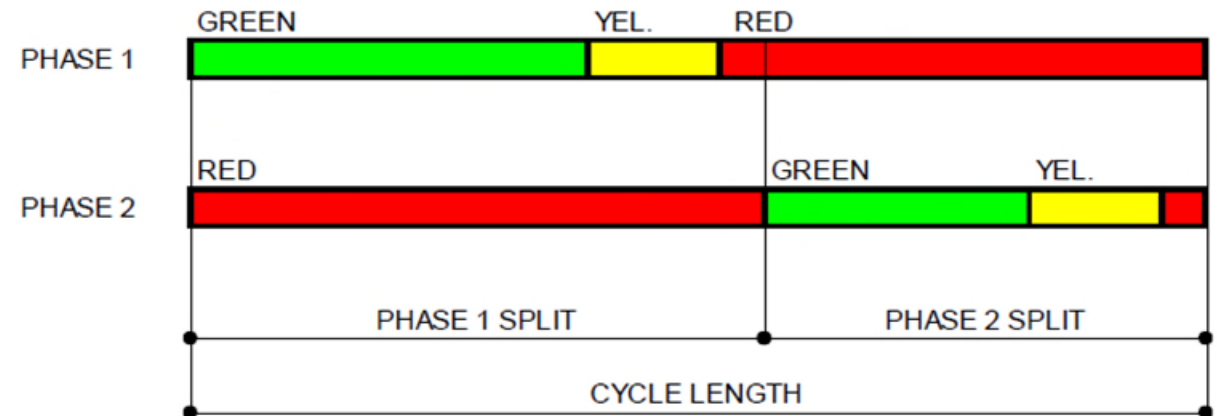 GREEN YEL. RED
PHASE 1
RED GREEN YEL.
PHASE 2
PHASE 1 SPLIT PHASE 2 SPLIT
CYCLE LENGTH